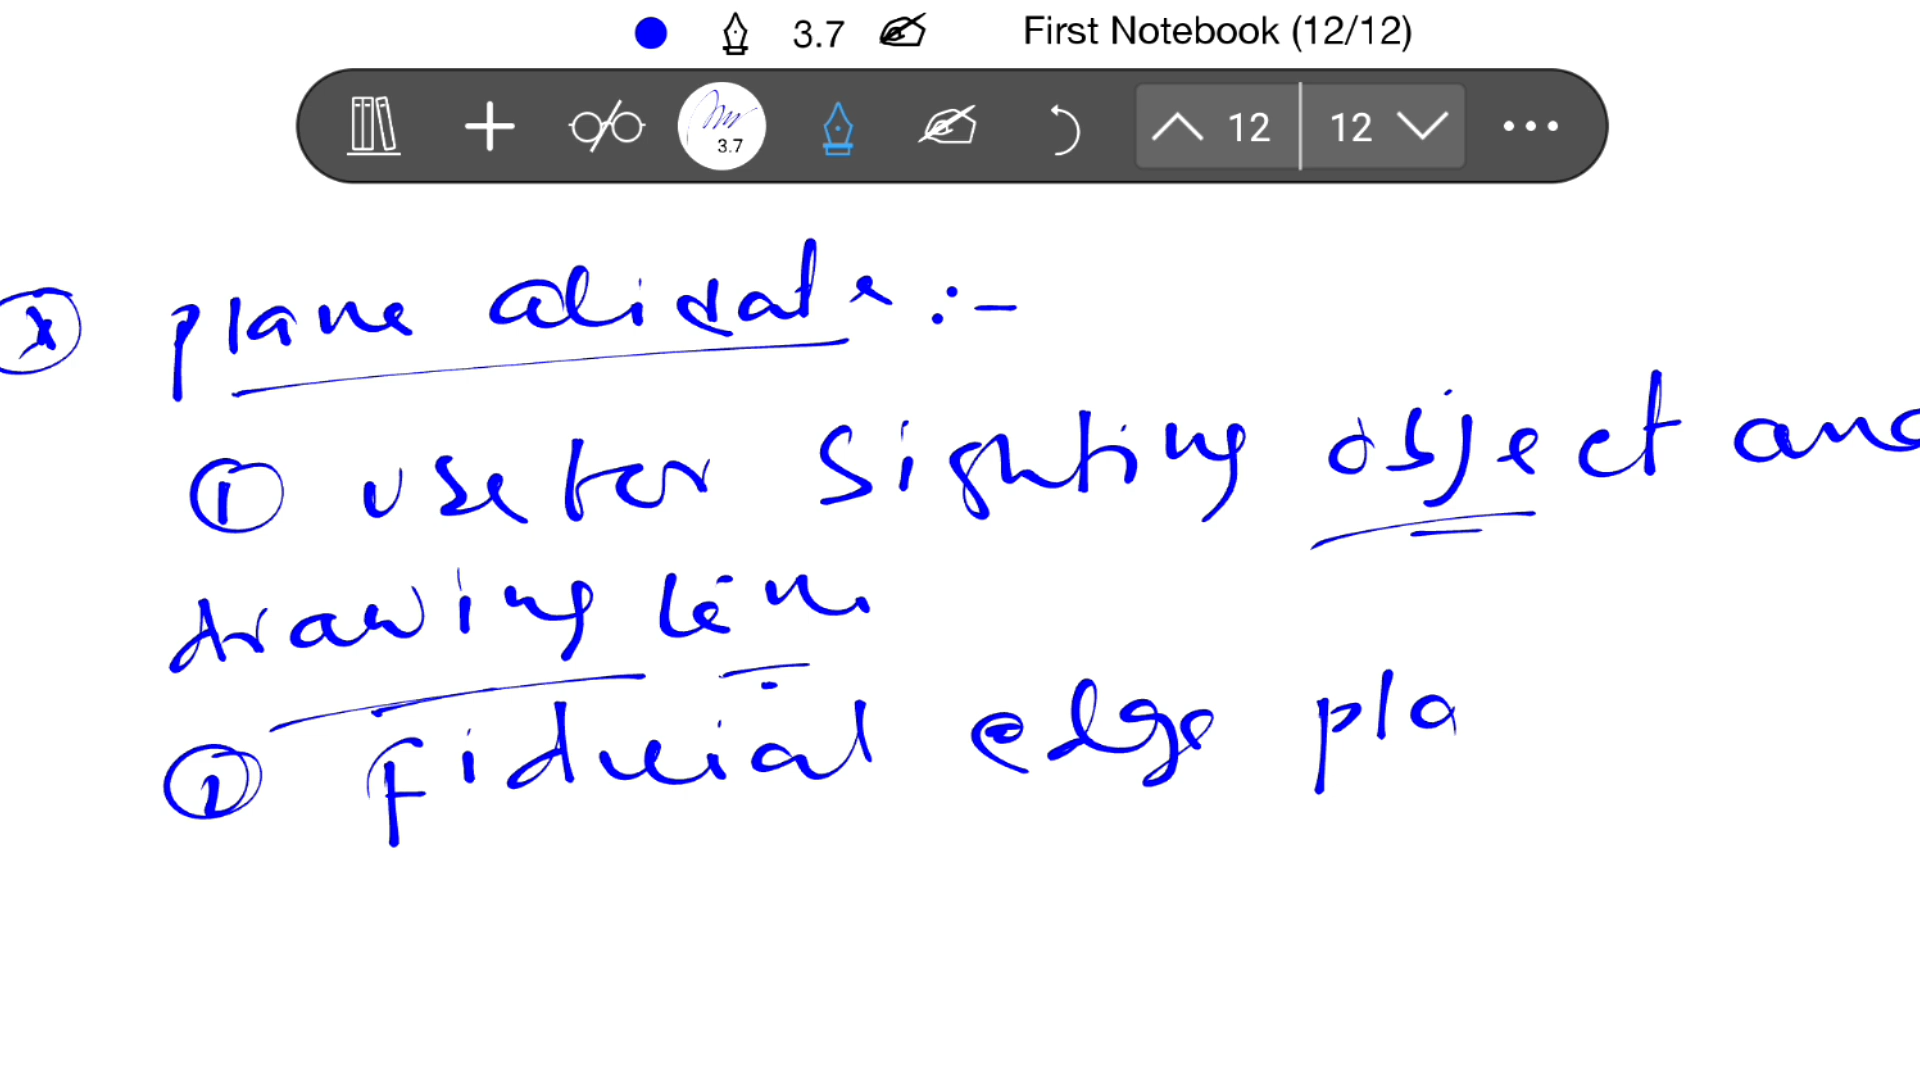 3.7 First Notebook (12/12)
3.7 12 12
x plane alidade :-
1 use for sighting object and
drawing line
2 Fiducial edge pla